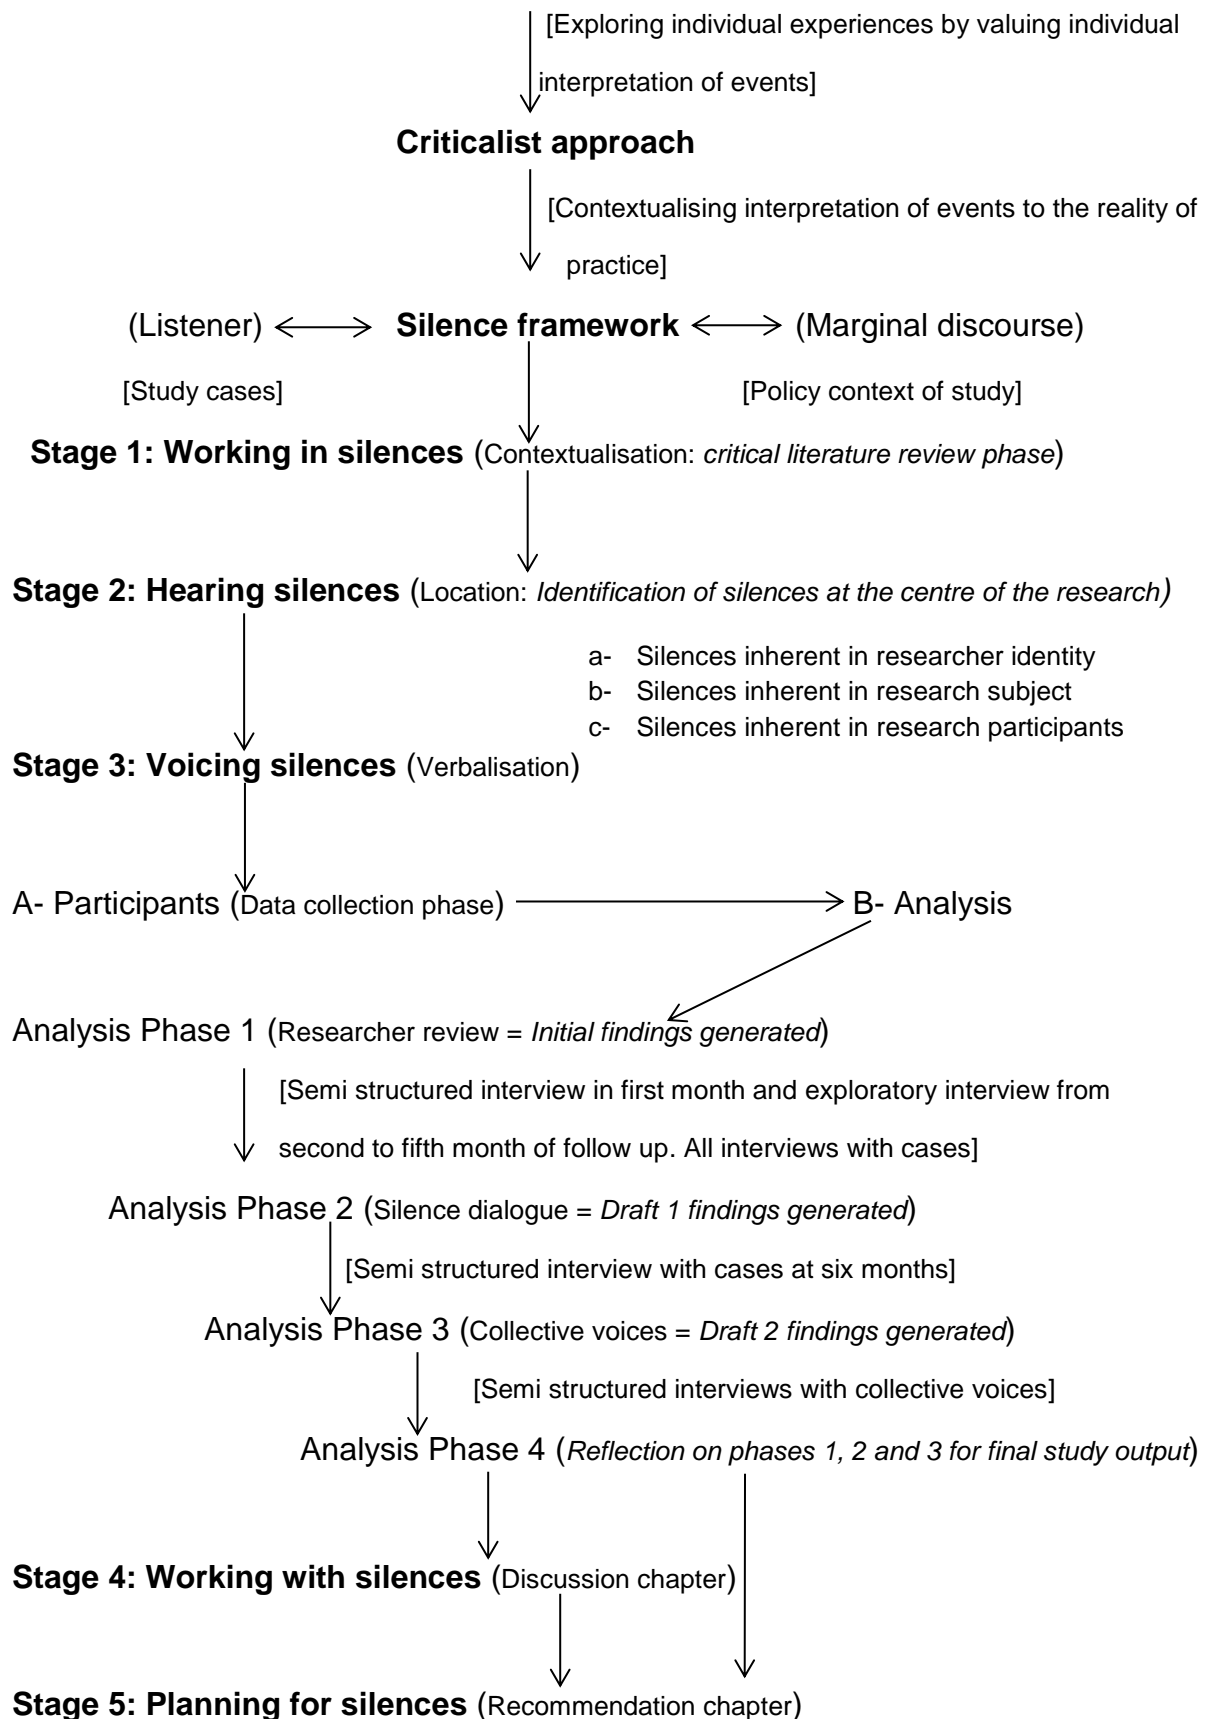 [Exploring individual experiences by valuing individual
interpretation of events]
Criticalist approach
[Contextualising interpretation of events to the reality of
practice]
(Listener) Silence framework (Marginal discourse)
[Study cases] [Policy context of study]
Stage 1: Working in silences (Contextualisation: critical literature review phase)
Stage 2: Hearing silences (Location: Identification of silences at the centre of the research)
a- Silences inherent in researcher identity
b- Silences inherent in research subject
c- Silences inherent in research participants
Stage 3: Voicing silences (Verbalisation)
A- Participants (Data collection phase) B- Analysis
Analysis Phase 1 (Researcher review = Initial findings generated)
[Semi structured interview in first month and exploratory interview from
second to fifth month of follow up. All interviews with cases]
Analysis Phase 2 (Silence dialogue = Draft 1 findings generated)
[Semi structured interview with cases at six months]
Analysis Phase 3 (Collective voices = Draft 2 findings generated)
[Semi structured interviews with collective voices]
Analysis Phase 4 (Reflection on phases 1, 2 and 3 for final study output)
Stage 4: Working with silences (Discussion chapter)
Stage 5: Planning for silences (Recommendation chapter)